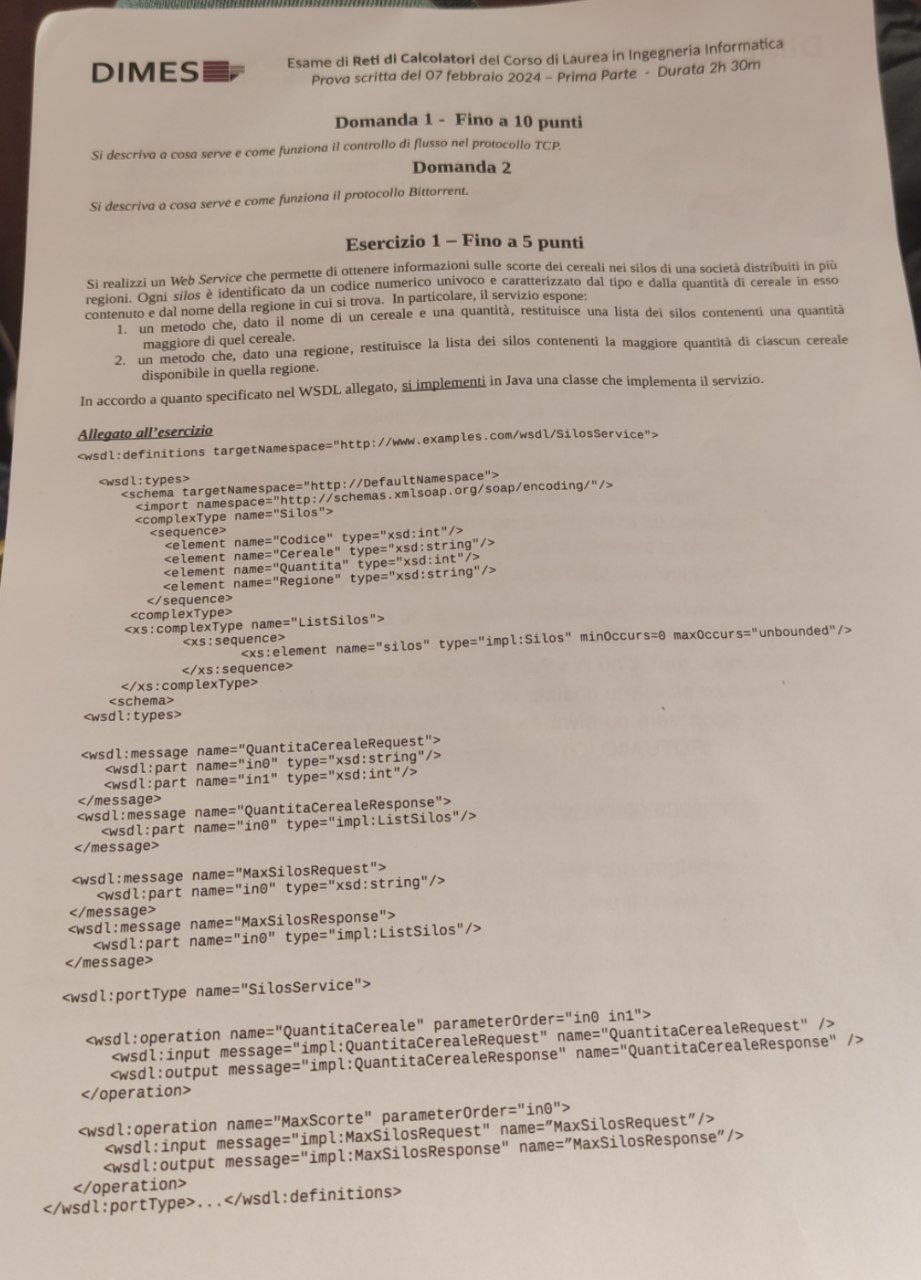 DIMES
Esame di Reti di Calcolatori del Corso di Laurea in Ingegneria Informatica
Prova scritta del 07 febbraio 2024 – Prima Parte - Durata 2h 30m
Domanda 1 - Fino a 10 punti
Si descriva a cosa serve e come funziona il controllo di flusso nel protocollo TCP.
Domanda 2
Si descriva a cosa serve e come funziona il protocollo Bittorrent.
Esercizio 1 – Fino a 5 punti
Si realizzi un Web Service che permette di ottenere informazioni sulle scorte dei cereali nei silos di una società distribuiti in più
regioni. Ogni silos è identificato da un codice numerico univoco e caratterizzato dal tipo e dalla quantità di cereale in esso
contenuto e dal nome della regione in cui si trova. In particolare, il servizio espone:
1. un metodo che, dato il nome di un cereale e una quantità, restituisce una lista dei silos contenenti una quantità
maggiore di quel cereale.
2. un metodo che, dato una regione, restituisce la lista dei silos contenenti la maggiore quantità di ciascun cereale
disponibile in quella regione.
In accordo a quanto specificato nel WSDL allegato, si implementi in Java una classe che implementa il servizio.
Allegato all'esercizio
<wsdl:definitions targetNamespace="http://www.examples.com/wsdl/SilosService">
<wsdl:types>
<schema targetNamespace="http://DefaultNamespace">
<import namespace="http://schemas.xmlsoap.org/soap/encoding/"/>
<complexType name="Silos">
<sequence>
<element name="Codice" type="xsd:int"/>
<element name="Cereale" type="xsd:string"/>
<element name="Quantita" type="xsd:int"/>
<element name="Regione" type="xsd:string"/>
</sequence>
<complexType>
<xs:complexType name="ListSilos">
<xs:sequence>
<xs:element name="silos" type="impl:Silos" minOccurs=0 maxOccurs="unbounded"/>
</xs:sequence>
</xs:complexType>
<schema>
<wsdl:types>
<wsdl:message name="QuantitaCerealeRequest">
<wsdl:part name="in0" type="xsd:string"/>
<wsdl:part name="in1" type="xsd:int"/>
</message>
<wsdl:message name="QuantitaCerealeResponse">
<wsdl:part name="in0" type="impl:ListSilos"/>
</message>
<wsdl:message name="MaxSilosRequest">
<wsdl:part name="in0" type="xsd:string"/>
</message>
<wsdl:message name="MaxSilosResponse">
<wsdl:part name="in0" type="impl:ListSilos"/>
</message>
<wsdl:portType name="SilosService">
<wsdl:operation name="QuantitaCereale" parameterOrder="in0 in1">
<wsdl:input message="impl:QuantitaCerealeRequest" name="QuantitaCerealeRequest" />
<wsdl:output message="impl:QuantitaCerealeResponse" name="QuantitaCerealeResponse" />
</operation>
<wsdl:operation name="MaxScorte" parameterOrder="in0">
<wsdl:input message="impl:MaxSilosRequest" name=”MaxSilosRequest”/>
<wsdl:output message="impl:MaxSilosResponse" name=”MaxSilosResponse”/>
</operation>
</wsdl:portType>...</wsdl:definitions>